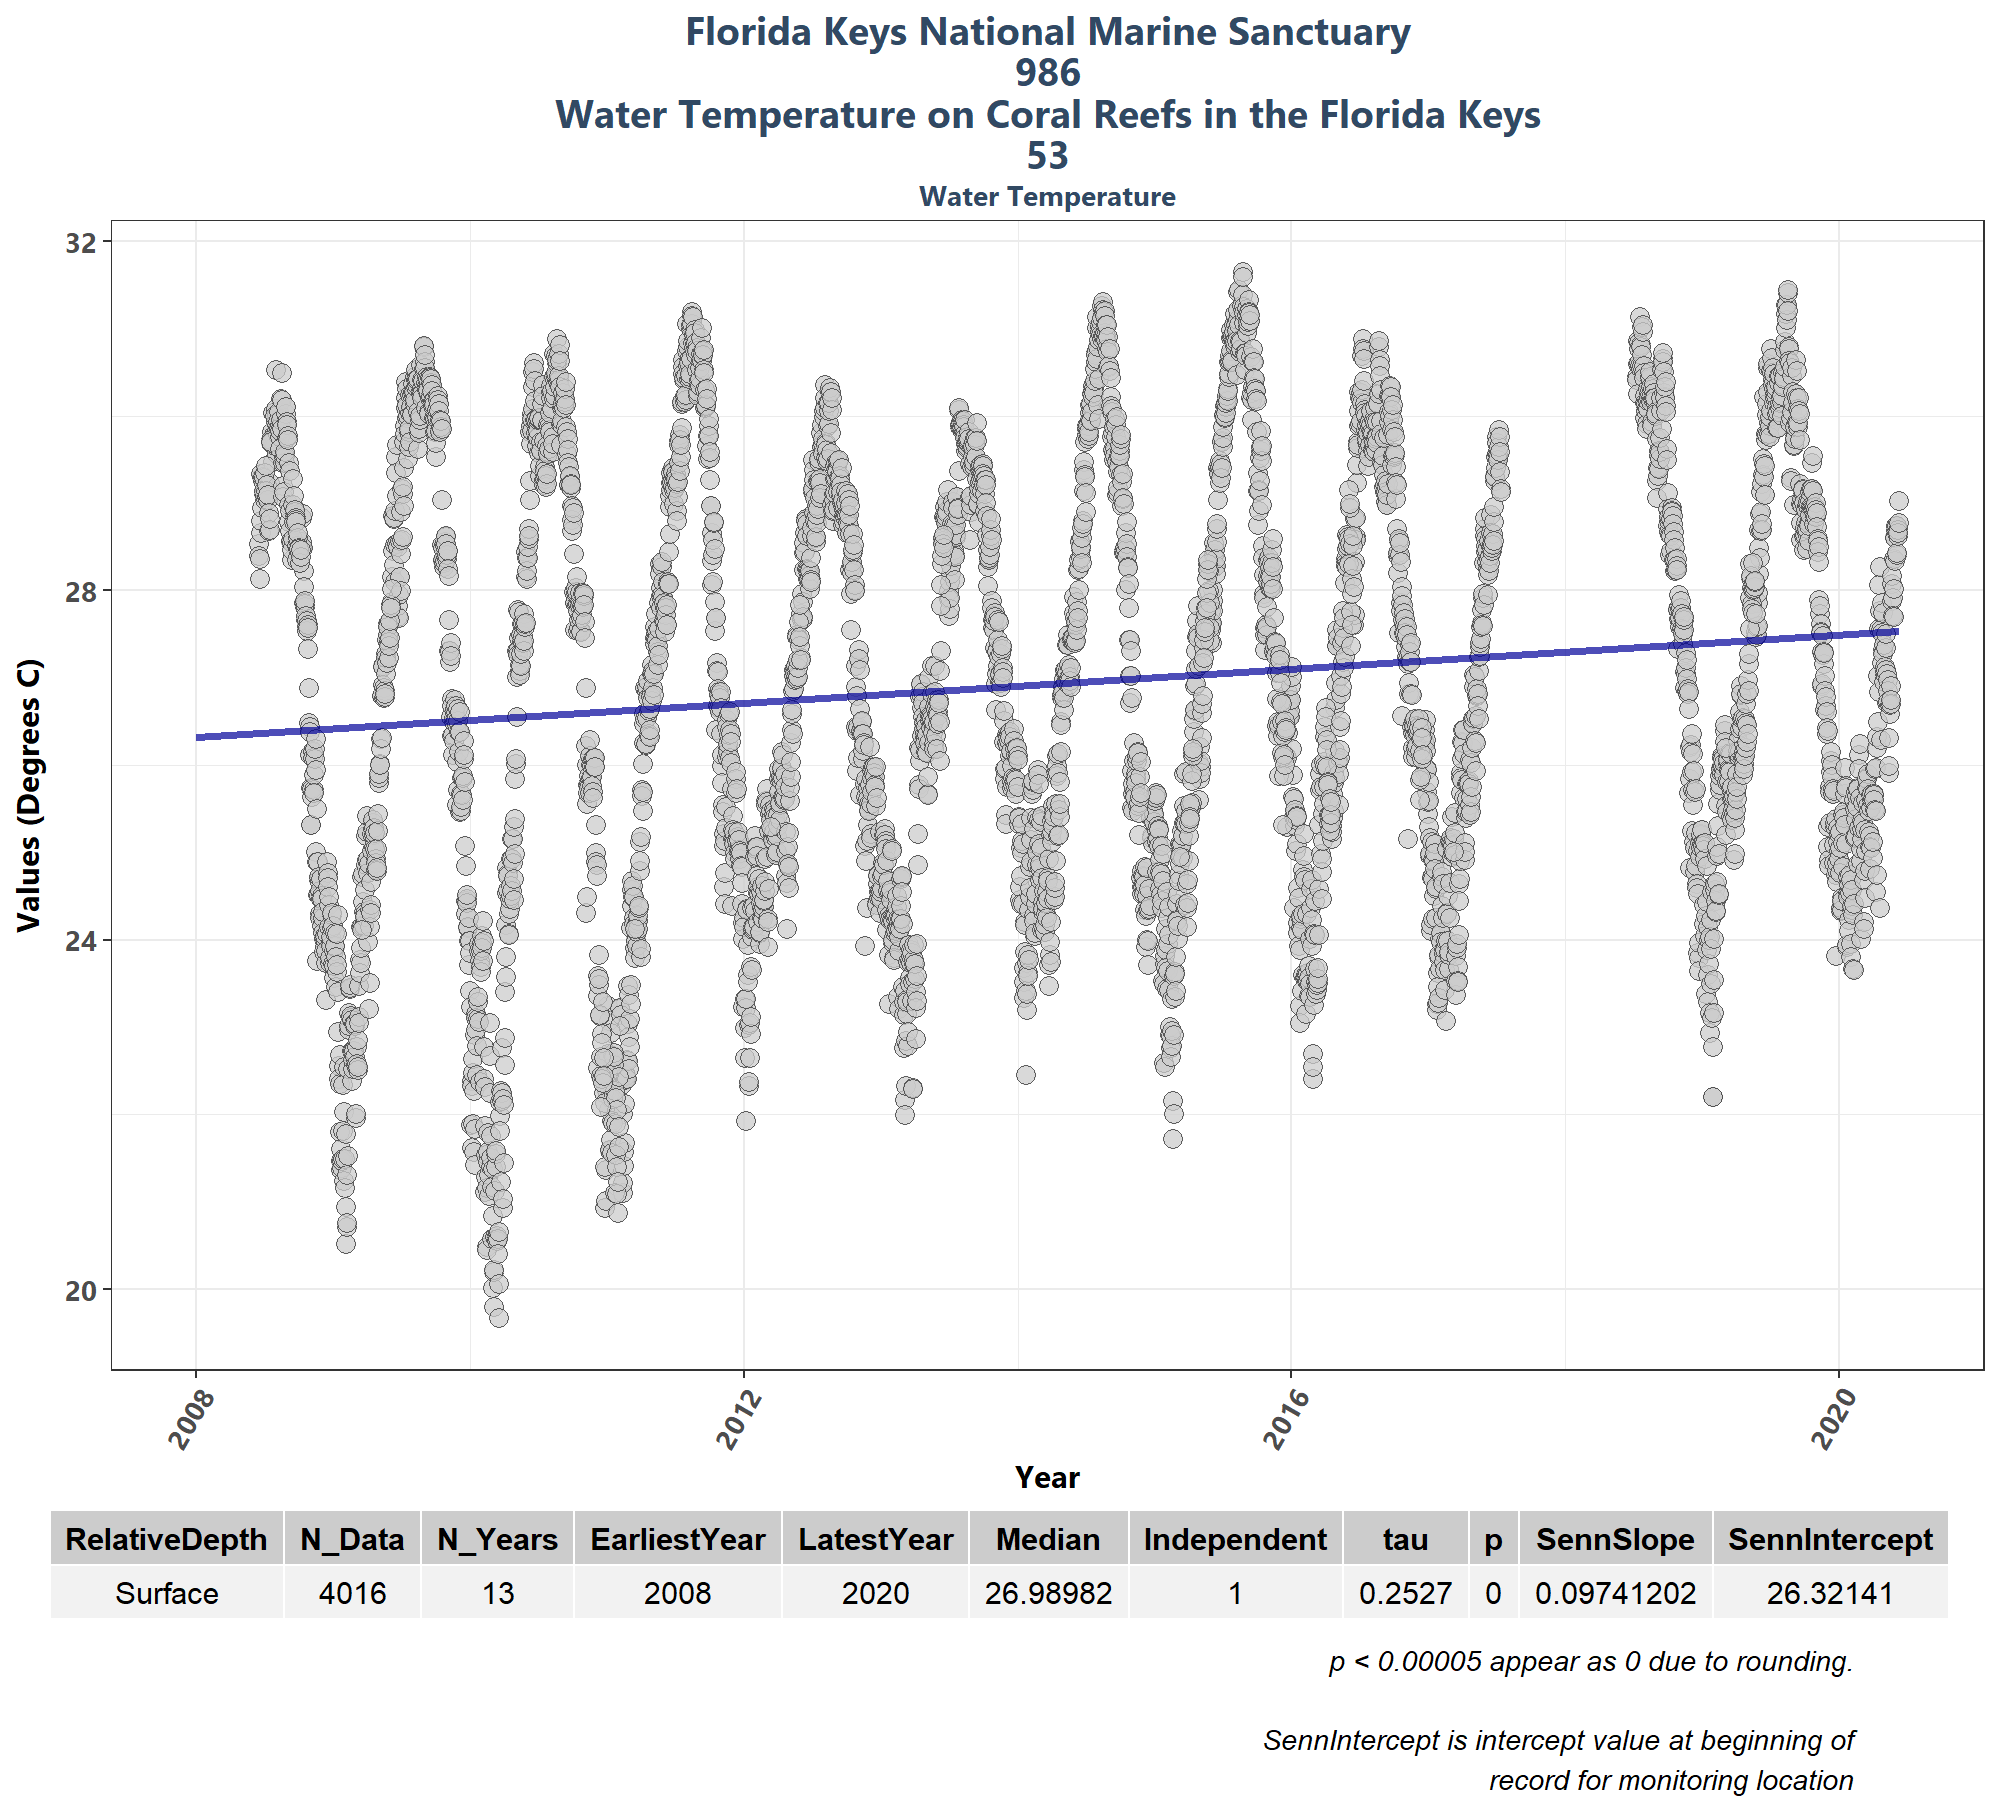 Florida Keys National Marine Sanctuary
986
Water Temperature on Coral Reefs in the Florida Keys
53
Water Temperature
32
28
24
20
Values (Degrees C)
2008
2012
2016
2020
Year
RelativeDepth N_Data N_Years EarliestYear LatestYear Median Independent tau p SennSlope SennIntercept
Surface 4016 13 2008 2020 26.98982 1 0.2527 0 0.09741202 26.32141
p < 0.00005 appear as 0 due to rounding.
SennIntercept is intercept value at beginning of
record for monitoring location